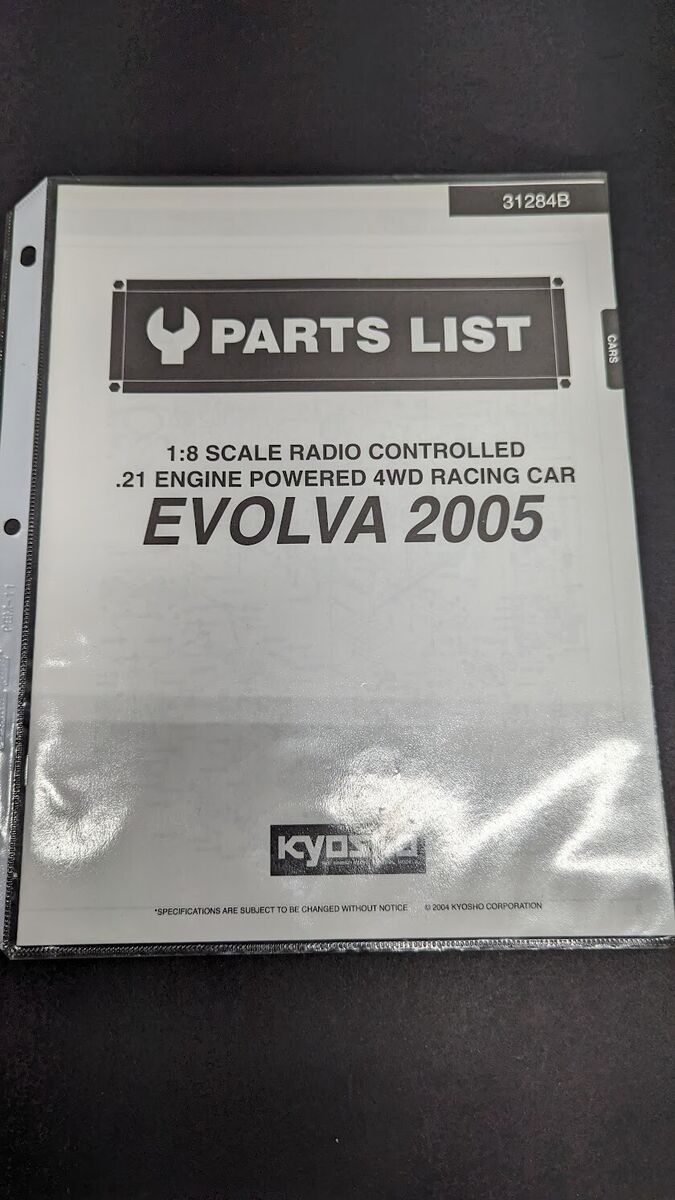 31284B
PARTS LIST
CARS
1:8 SCALE RADIO CONTROLLED
.21 ENGINE POWERED 4WD RACING CAR
EVOLVA 2005
KYOSHO
*SPECIFICATIONS ARE SUBJECT TO BE CHANGED WITHOUT NOTICE © 2004 KYOSHO CORPORATION